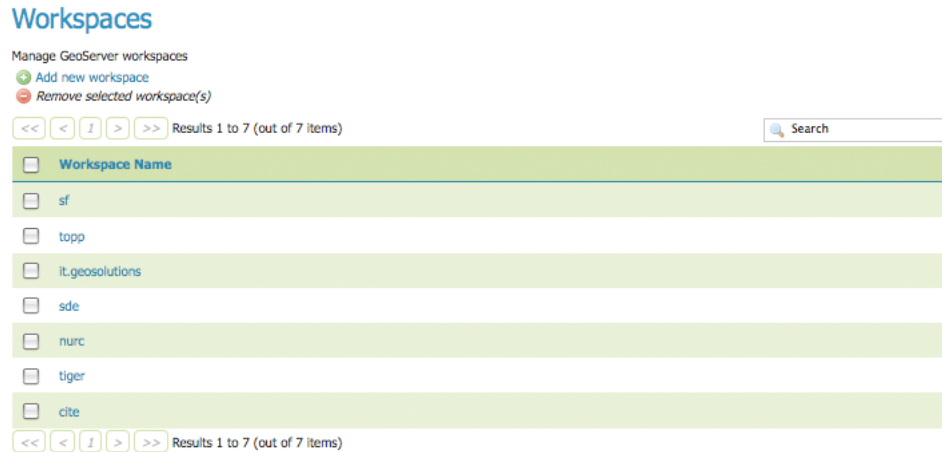 Workspaces
Manage GeoServer workspaces
Add new workspace
Remove selected workspace(s)
<< < 1 > >> Results 1 to 7 (out of 7 items) Search
Workspace Name
sf
topp
it.geosolutions
sde
nurc
tiger
cite
<< < 1 > >> Results 1 to 7 (out of 7 items)